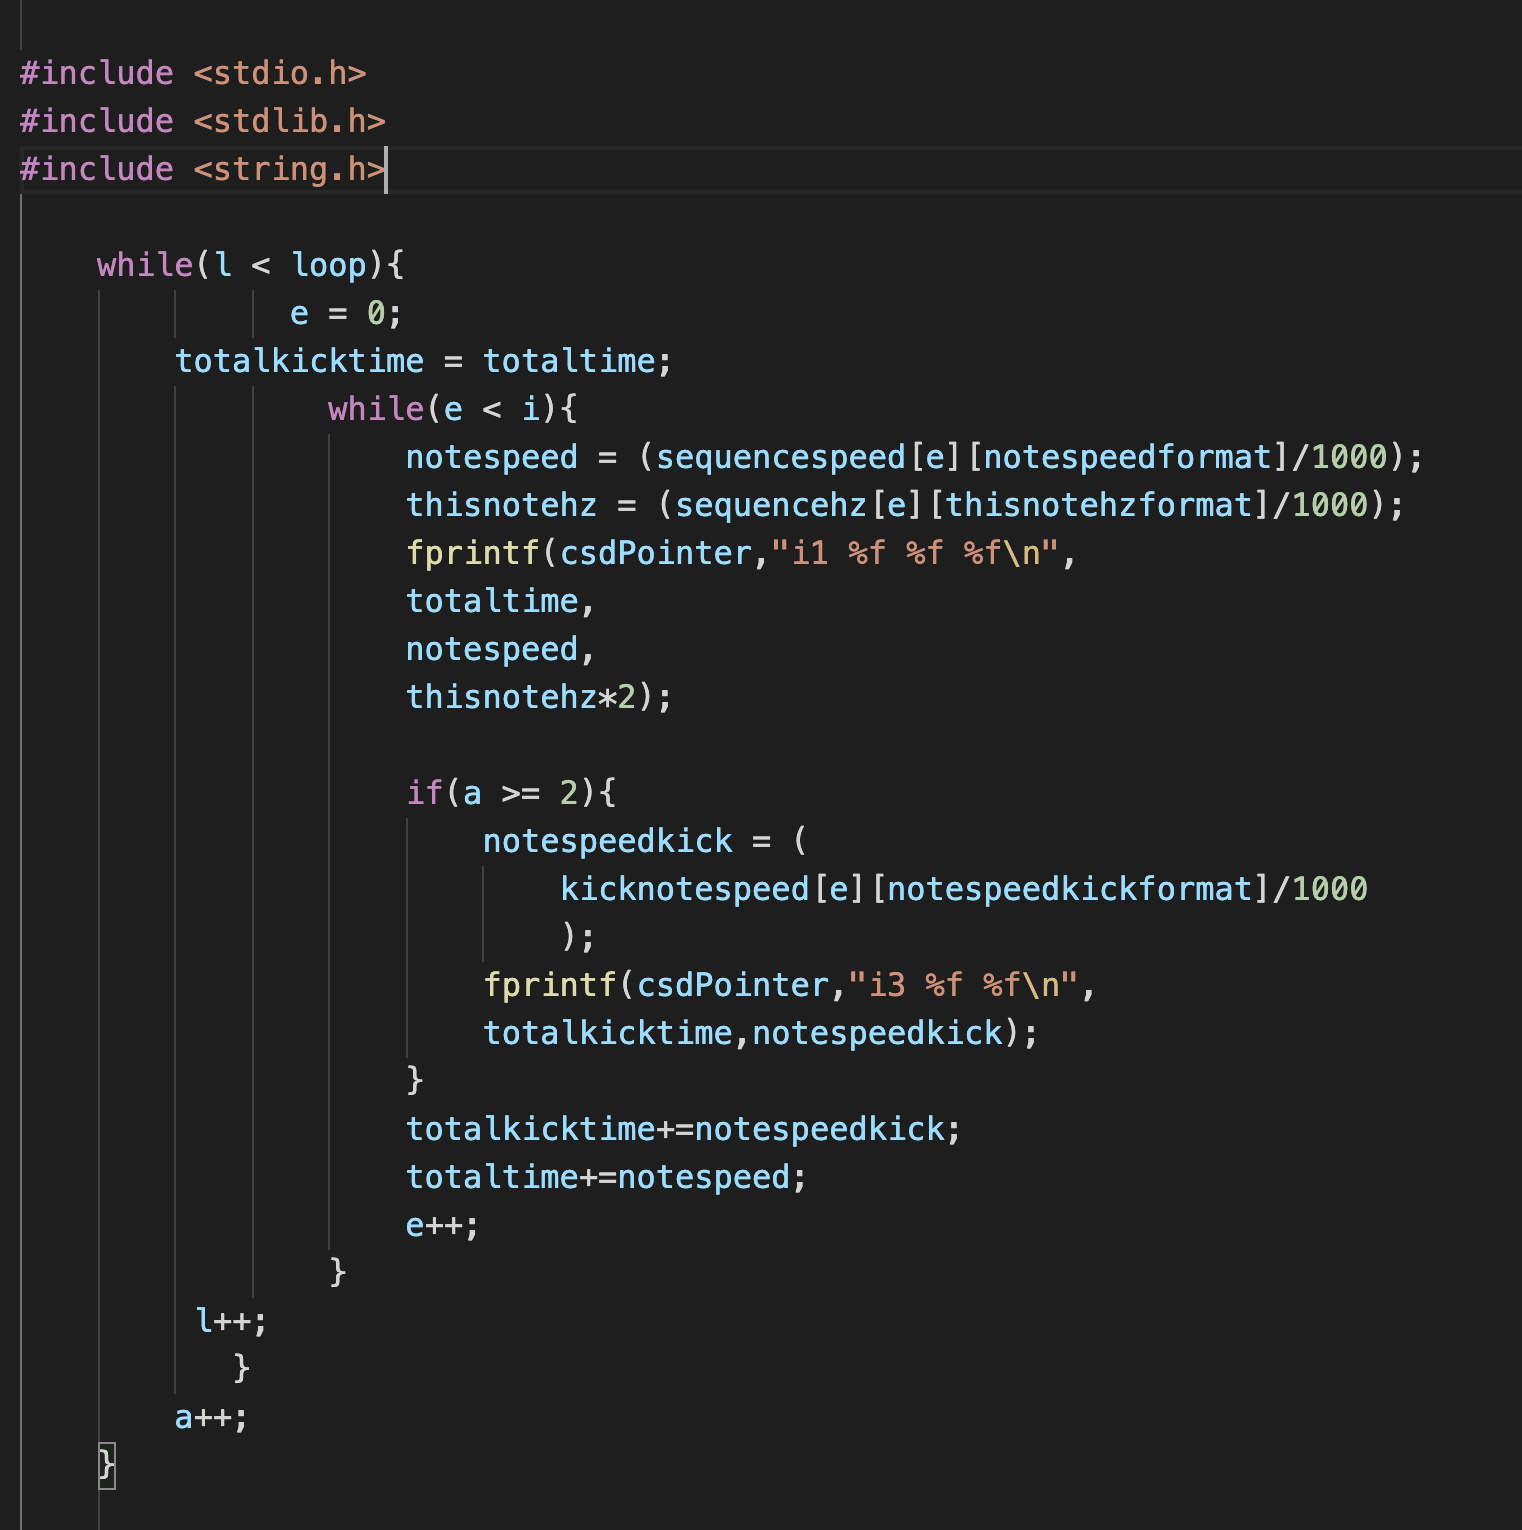 #include <stdio.h>
#include <stdlib.h>
#include <string.h>
while(l < loop){
e = 0;
totalkicktime = totaltime;
while(e < i){
notespeed = (sequencespeed[e][notespeedformat]/1000);
thisnotehz = (sequencehz[e][thisnotehzformat]/1000);
fprintf(csdPointer,"i1 %f %f %f\n",
totaltime,
notespeed,
thisnotehz*2);
if(a >= 2){
notespeedkick = (
kicknotespeed[e][notespeedkickformat]/1000
);
fprintf(csdPointer,"i3 %f %f\n",
totalkicktime,notespeedkick);
}
totalkicktime+=notespeedkick;
totaltime+=notespeed;
e++;
}
l++;
}
a++;
}